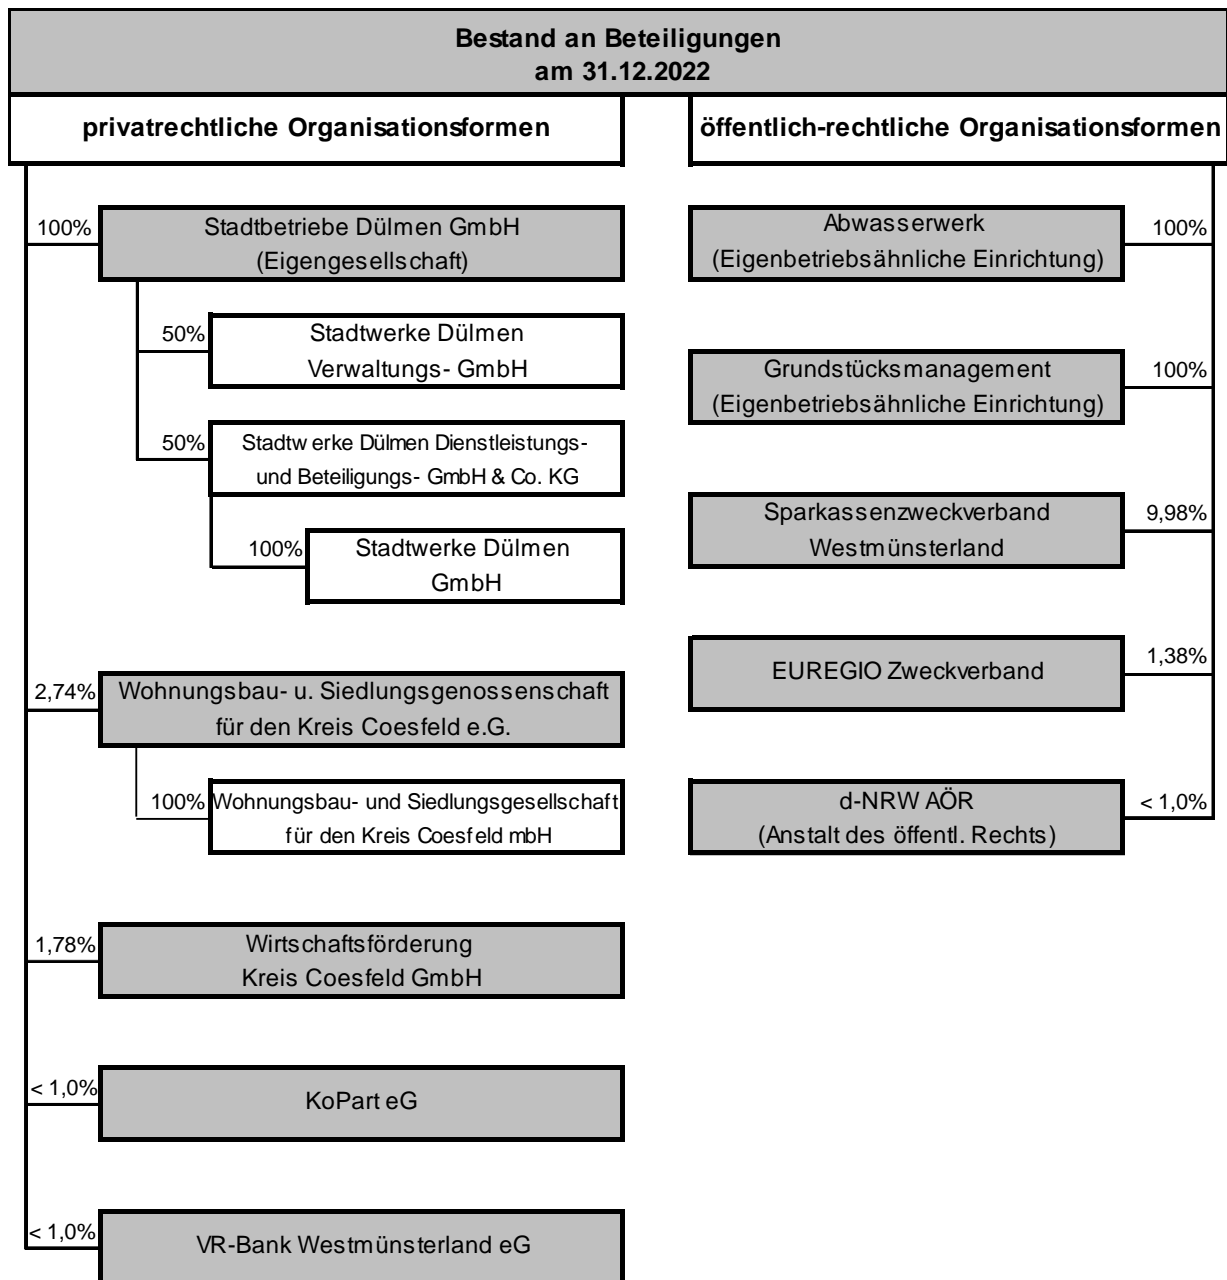 Bestand an Beteiligungen
am 31.12.2022
privatrechtliche Organisationsformen
100%
Stadtbetriebe Dülmen GmbH
(Eigengesellschaft)
50%
Stadtwerke Dülmen
Verwaltungs- GmbH
50%
Stadtwerke Dülmen Dienstleistungs-
und Beteiligungs- GmbH & Co. KG
100%
Stadtwerke Dülmen
GmbH
2,74%
Wohnungsbau- u. Siedlungsgenossenschaft
für den Kreis Coesfeld e.G.
100%
Wohnungsbau- und Siedlungsgesellschaft
für den Kreis Coesfeld mbH
1,78%
Wirtschaftsförderung
Kreis Coesfeld GmbH
< 1,0%
KoPart eG
< 1,0%
VR-Bank Westmünsterland eG
öffentlich-rechtliche Organisationsformen
Abwasserwerk
(Eigenbetriebsähnliche Einrichtung)
100%
Grundstücksmanagement
(Eigenbetriebsähnliche Einrichtung)
100%
Sparkassenzweckverband
Westmünsterland
9,98%
EUREGIO Zweckverband
1,38%
d-NRW AÖR
(Anstalt des öffentl. Rechts)
< 1,0%